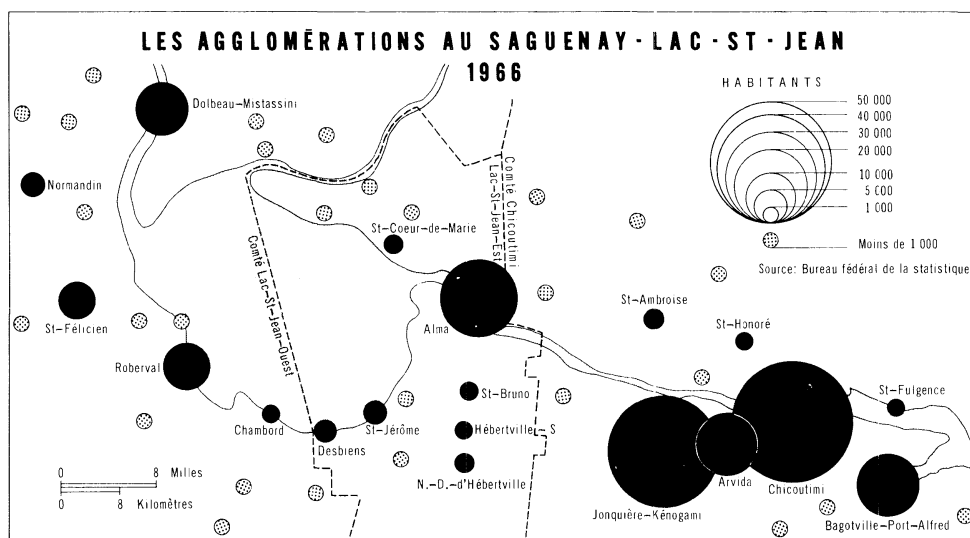 LES AGGLOMĒRATIONS AU SAGUENAY-LAC-ST-JEAN
1966
HABITANTS
50 000
40 000
30 000
20 000
10 000
5 000
1 000
Moins de 1 000
Source: Bureau fédéral de la statistique
Dolbeau-Mistassini
Normandin
St-Félicien
Roberval
Chambord
Desbiens
St-Jérôme
St-Coeur-de-Marie
Alma
St-Bruno
Hébertville-S
N.-D.-d'Hébertville
Comté Lac-St-Jean-Ouest
Lac-St-Jean-Est
Comté Chicoutimi
St-Ambroise
St-Honoré
St-Fulgence
Jonquière-Kénogami
Arvida
Chicoutimi
Bagotville-Port-Alfred
0 8 Milles
0 8 Kilomètres